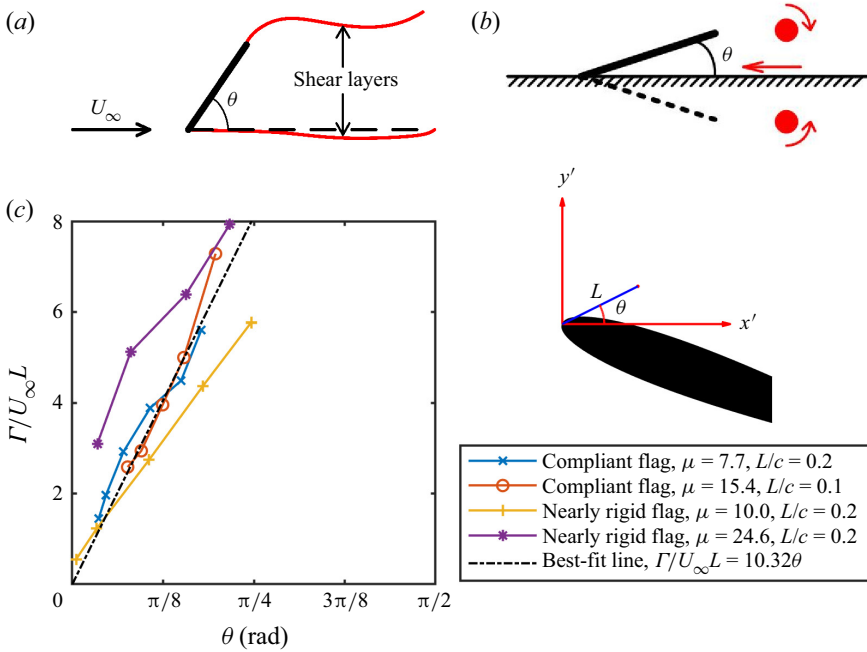 (a)
U∞
θ
Shear layers
(b)
θ
(c)
Γ/U∞L
8
6
4
2
0
π/8
π/4
3π/8
π/2
θ (rad)
y′
L
θ
x′
Compliant flag, μ = 7.7, L/c = 0.2
Compliant flag, μ = 15.4, L/c = 0.1
Nearly rigid flag, μ = 10.0, L/c = 0.2
Nearly rigid flag, μ = 24.6, L/c = 0.2
Best-fit line, Γ/U∞L = 10.32θ